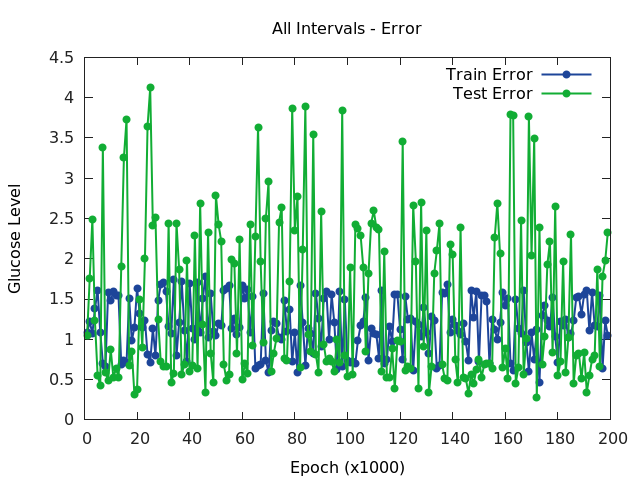 All Intervals - Error
Train Error
Test Error
Glucose Level
4.5
4
3.5
3
2.5
2
1.5
1
0.5
0
0 20 40 60 80 100 120 140 160 180 200
Epoch (x1000)